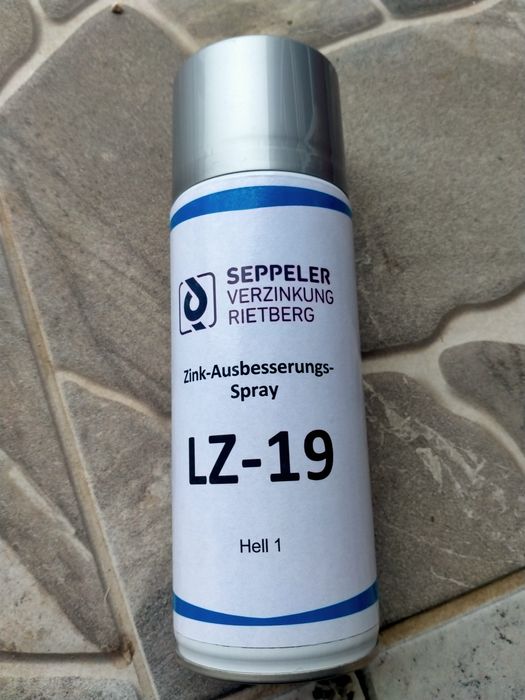 SEPPELER
VERZINKUNG
RIETBERG
Zink-Ausbesserungs-
Spray
LZ-19
Hell 1